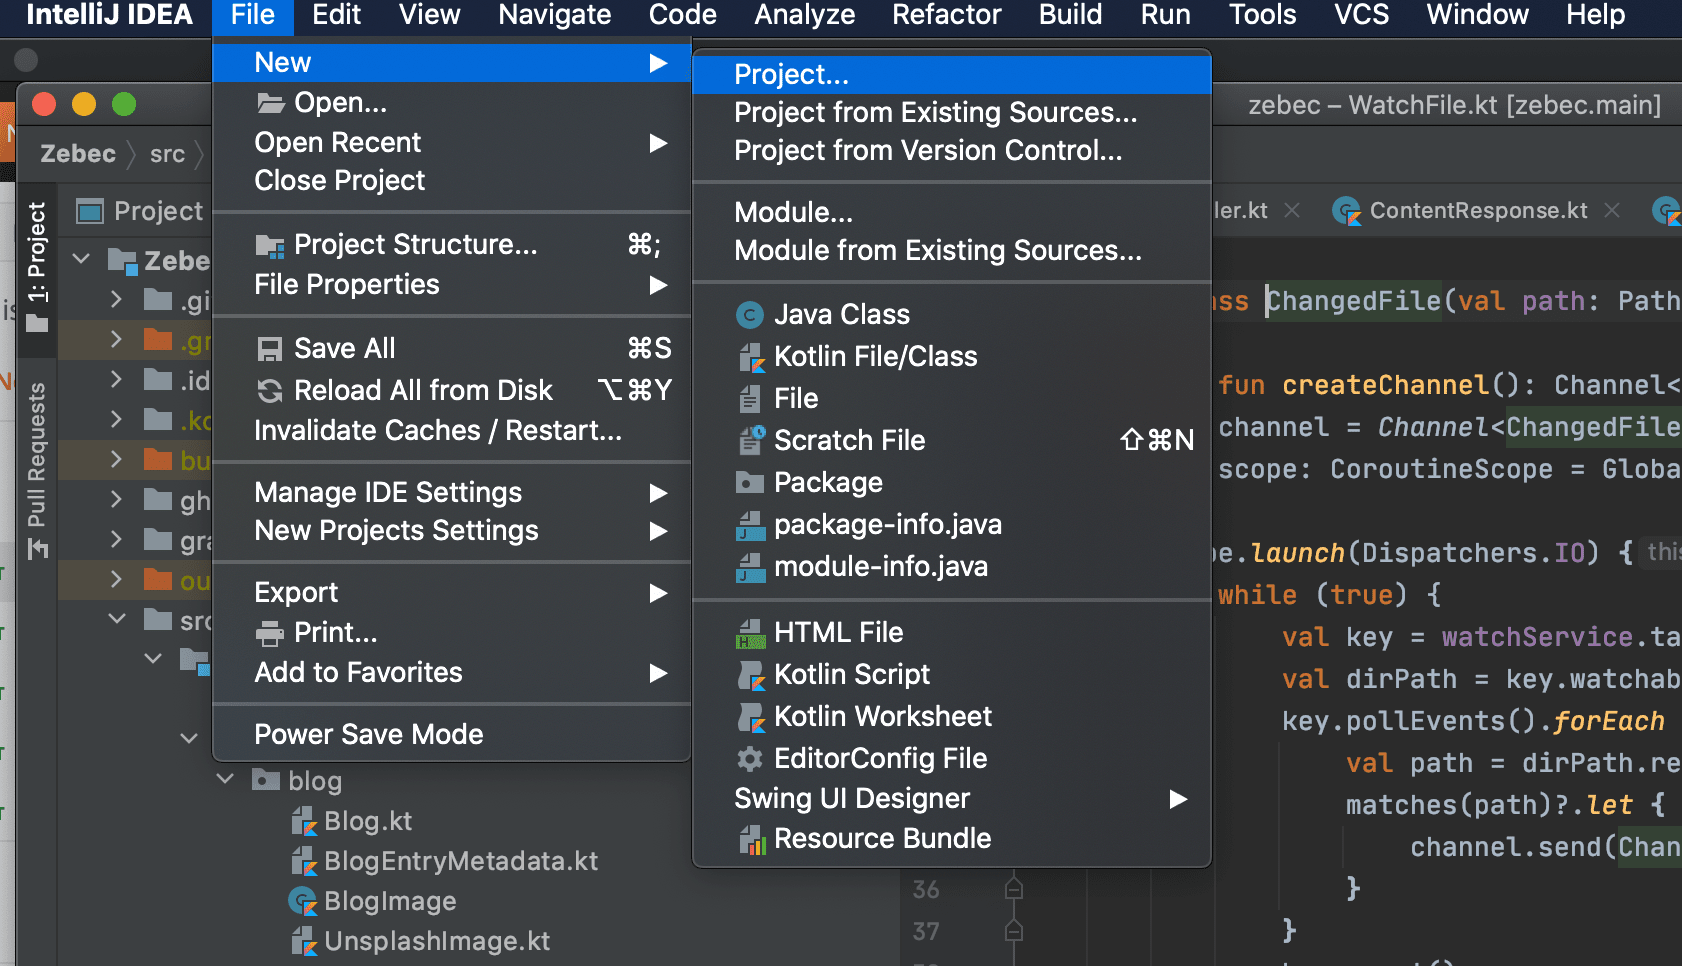 IntelliJ IDEA File Edit View Navigate Code Analyze Refactor Build Run Tools VCS Window Help
New
Open...
Open Recent
Close Project
Project Structure... ⌘;
File Properties
Save All ⌘S
Reload All from Disk ⌥⌘Y
Invalidate Caches / Restart...
Manage IDE Settings
New Projects Settings
Export
Print...
Add to Favorites
Power Save Mode
Project...
Project from Existing Sources...
Project from Version Control...
Module...
Module from Existing Sources...
Java Class
Kotlin File/Class
File
Scratch File ⇧⌘N
Package
package-info.java
module-info.java
HTML File
Kotlin Script
Kotlin Worksheet
EditorConfig File
Swing UI Designer
Resource Bundle
zebec – WatchFile.kt [zebec.main]
Zebec src
1: Project
Pull Requests
Project
Zebe
.gi
.gr
.id
.ko
bu
gh
gra
ou
src
blog
Blog.kt
BlogEntryMetadata.kt
BlogImage
UnsplashImage.kt
ler.kt ContentResponse.kt
ass ChangedFile(val path: Path
fun createChannel(): Channel<
channel = Channel<ChangedFile
scope: CoroutineScope = Globa
pe.launch(Dispatchers.IO) { this
while (true) {
val key = watchService.ta
val dirPath = key.watchab
key.pollEvents().forEach
val path = dirPath.re
matches(path)?.let {
channel.send(Chan
36 }
37 }